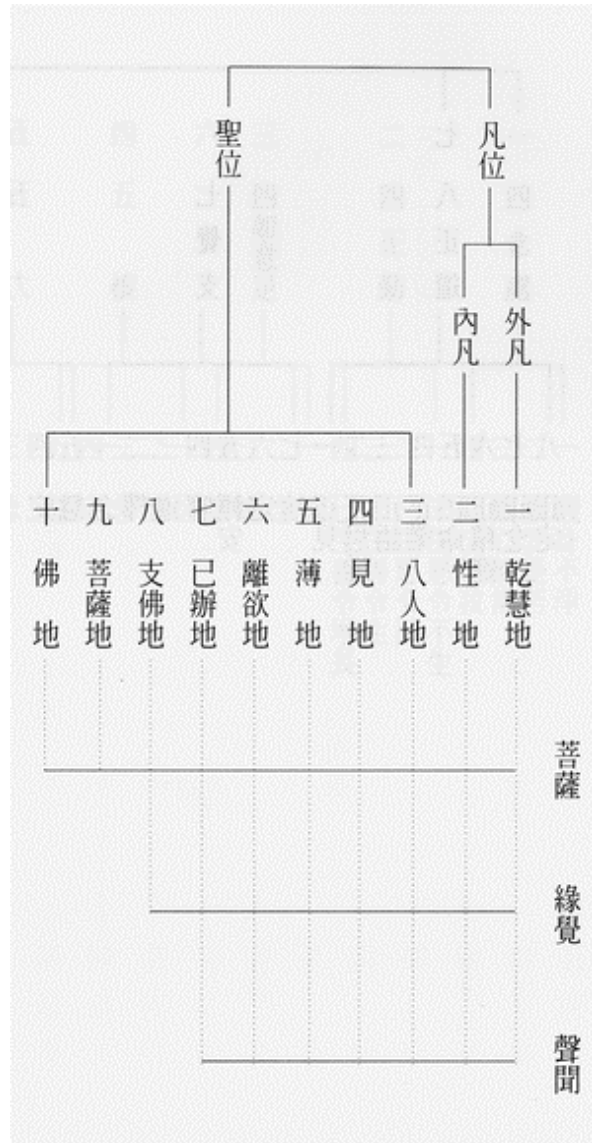 凡位
聖位
外凡
內凡
一 乾慧地
二 性地
三 八人地
四 見地
五 薄地
六 離欲地
七 已辦地
八 支佛地
九 菩薩地
十 佛地
菩薩
緣覺
聲聞